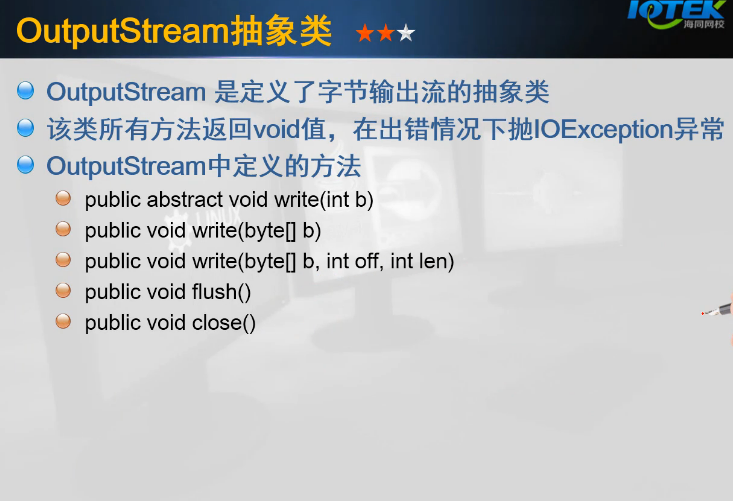 OutputStream抽象类
IOTEK
海同网校
OutputStream 是定义了字节输出流的抽象类
该类所有方法返回void值，在出错情况下抛IOException异常
OutputStream中定义的方法
public abstract void write(int b)
public void write(byte[] b)
public void write(byte[] b, int off, int len)
public void flush()
public void close()
LINUX